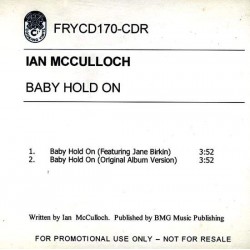 FRYCD170-CDR
IAN MCCULLOCH
BABY HOLD ON
1. Baby Hold On (Featuring Jane Birkin) 3:52
2. Baby Hold On (Original Album Version) 3:52
Written by Ian McCulloch. Published by BMG Music Publishing
FOR PROMOTIONAL USE ONLY – NOT FOR RESALE